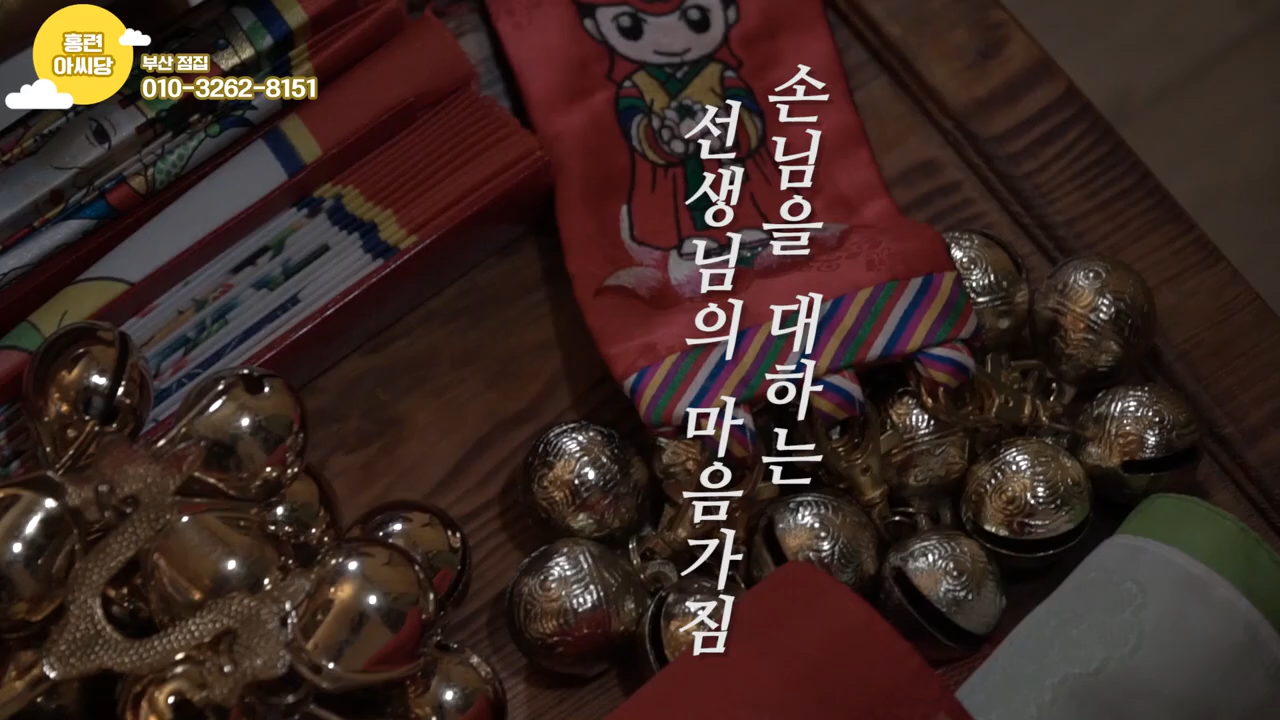 홍련
아씨당
부산 점집
010-3262-8151
손님을 대하는
선생님의 마음가짐